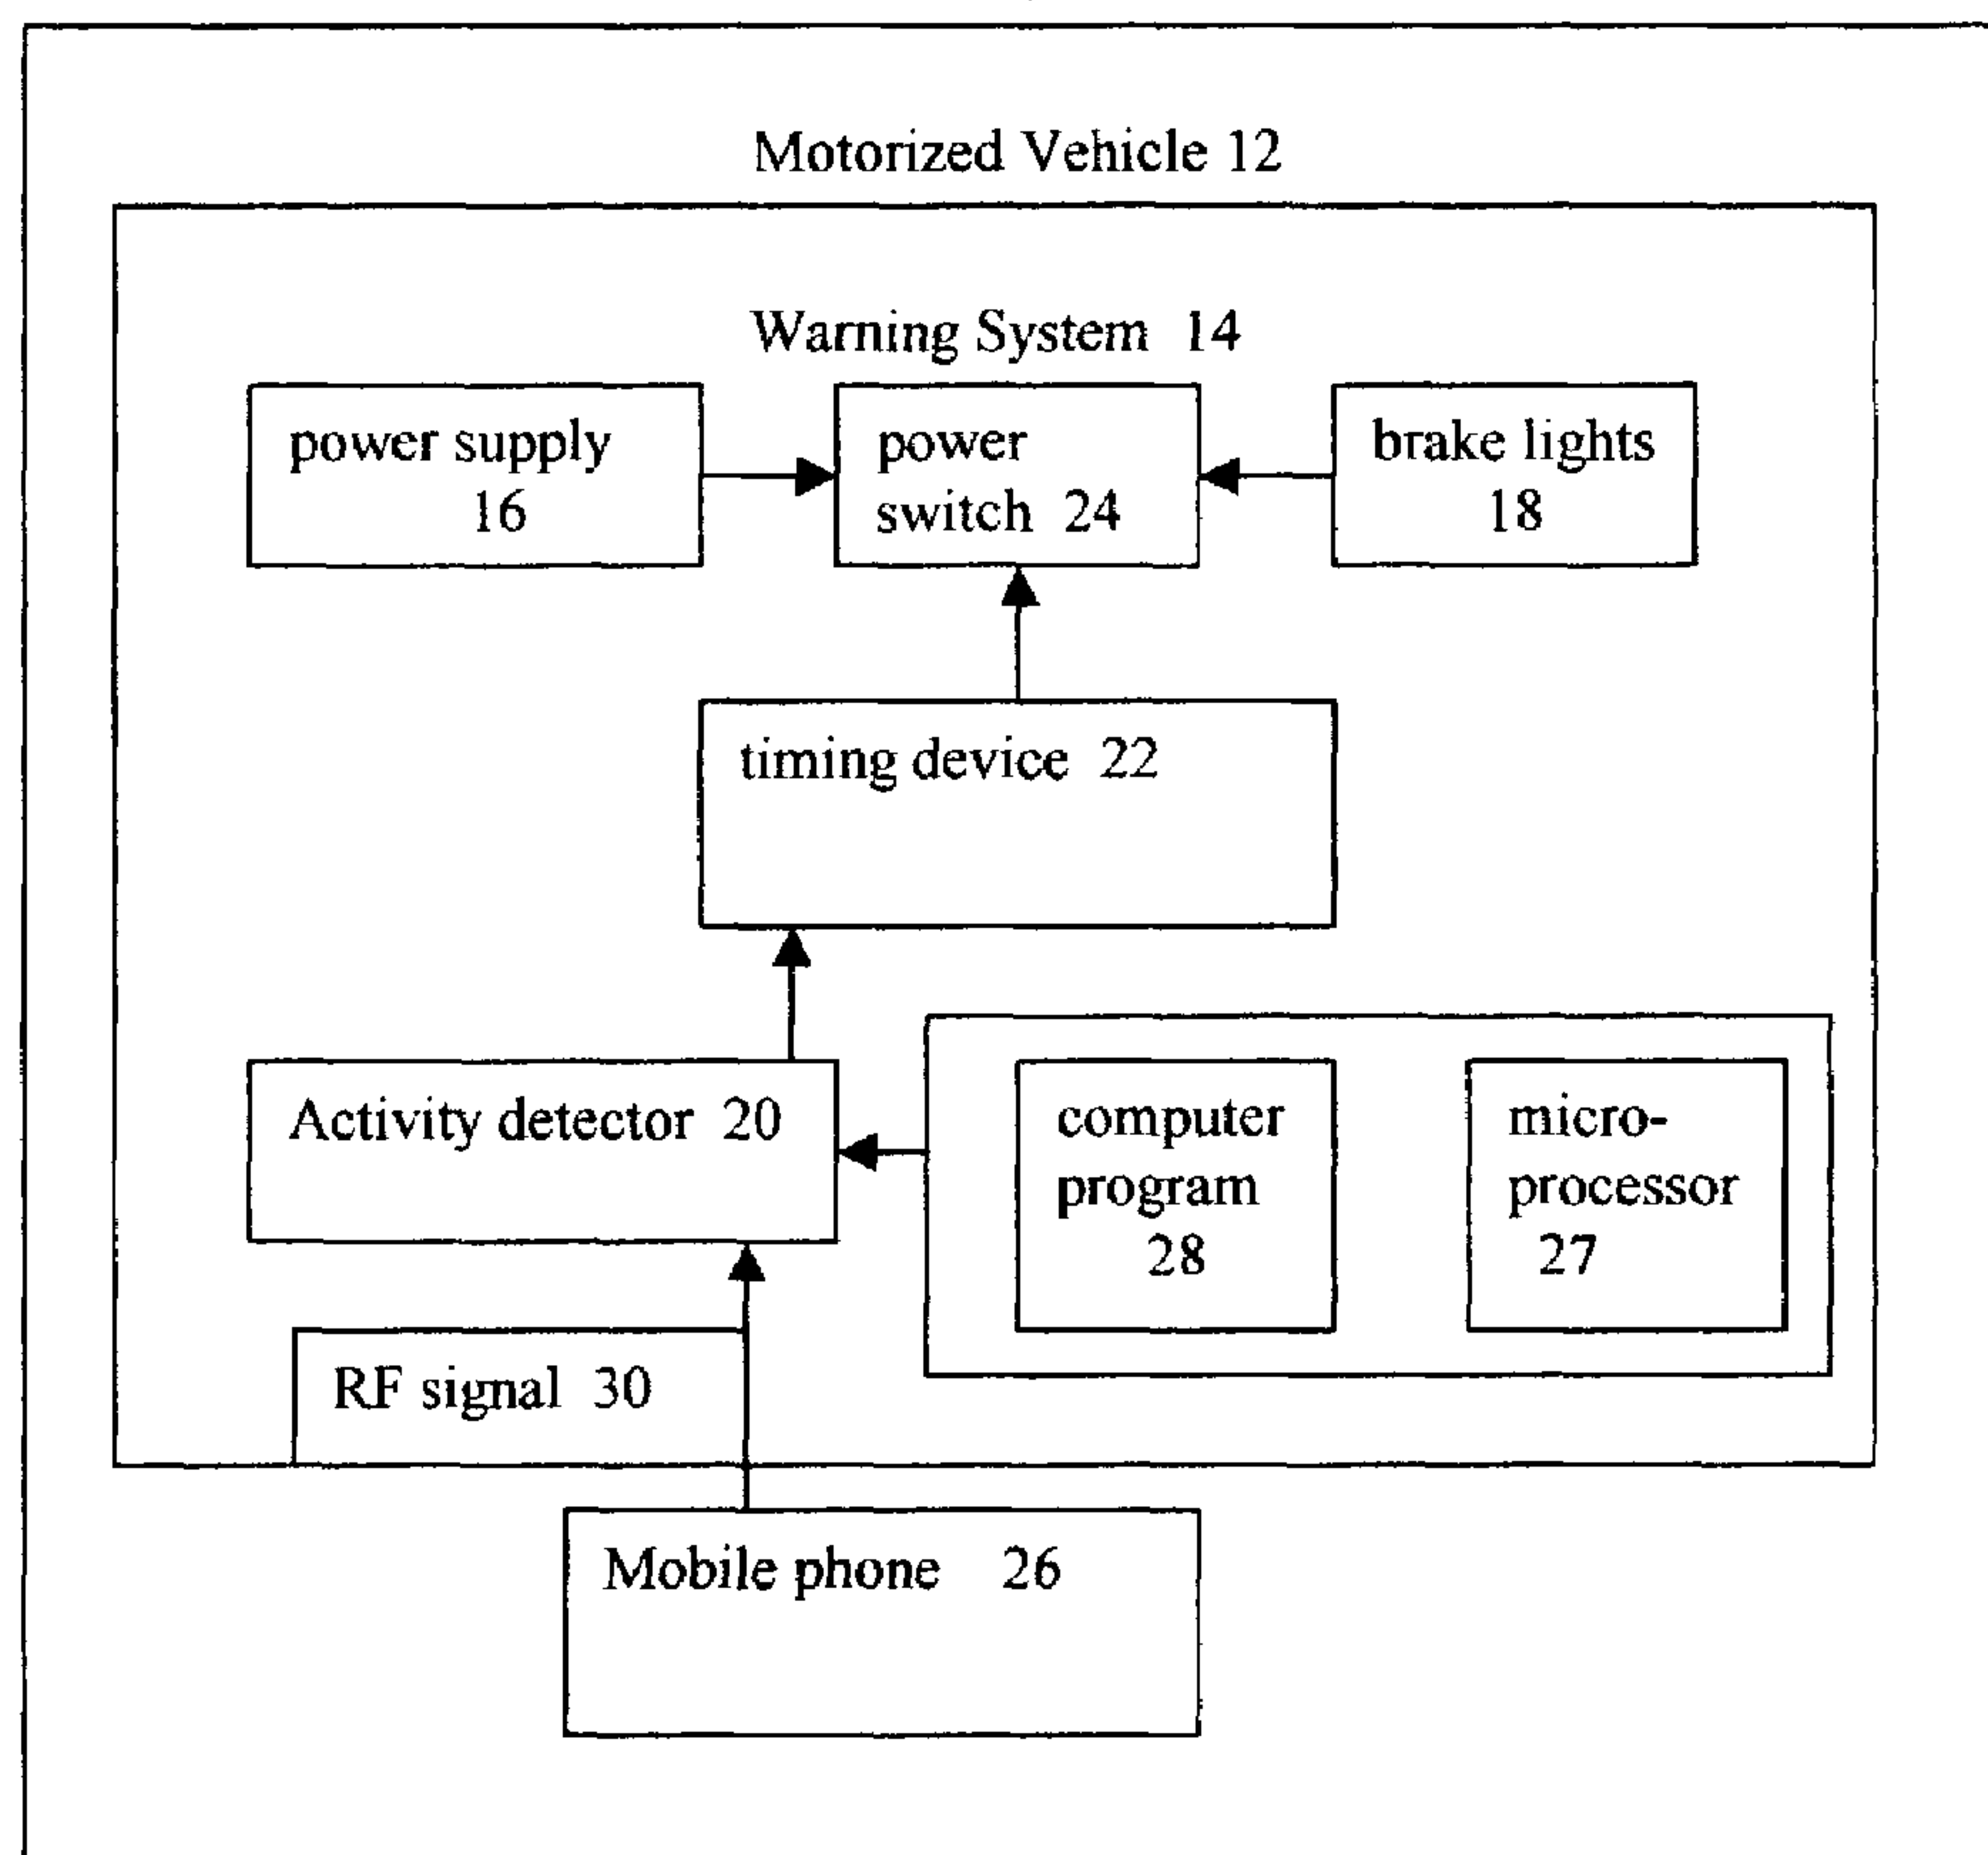 Motorized Vehicle 12
Warning System 14
power supply
16
power
switch 24
brake lights
18
timing device 22
Activity detector 20
computer
program
28
micro-
processor
27
RF signal 30
Mobile phone 26